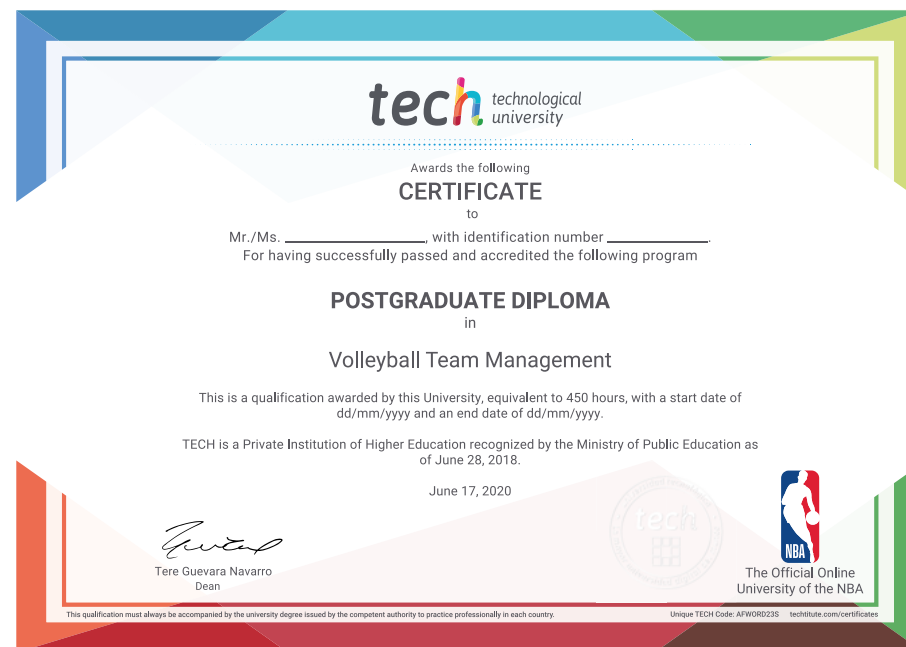 tech technological
university
Awards the following
CERTIFICATE
to
Mr./Ms. ____________________, with identification number ______________.
For having successfully passed and accredited the following program
POSTGRADUATE DIPLOMA
in
Volleyball Team Management
This is a qualification awarded by this University, equivalent to 450 hours, with a start date of
dd/mm/yyyy and an end date of dd/mm/yyyy.
TECH is a Private Institution of Higher Education recognized by the Ministry of Public Education as
of June 28, 2018.
June 17, 2020
tech
NBA
Tere Guevara Navarro
Dean
The Official Online
University of the NBA
This qualification must always be accompanied by the university degree issued by the competent authority to practice professionally in each country.
Unique TECH Code: AFWORD23S techtitute.com/certificates